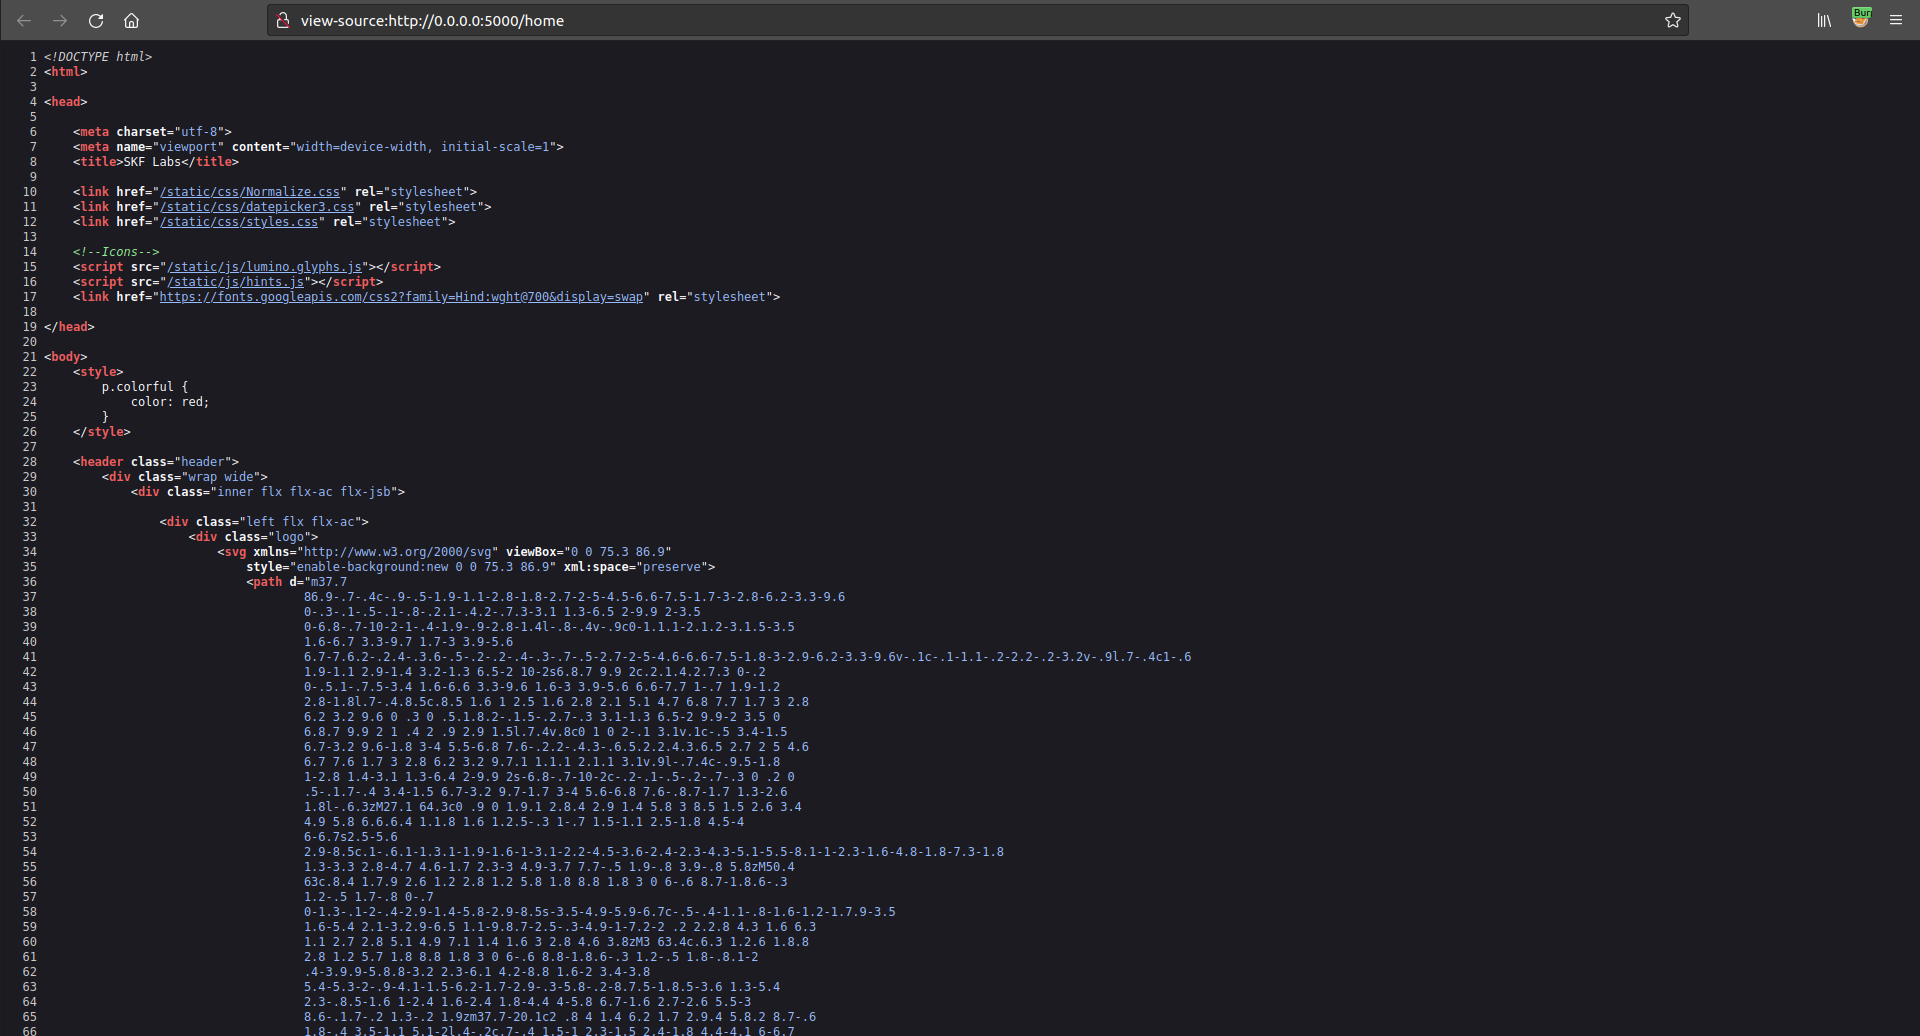 view-source:http://0.0.0.0:5000/home
Bur
1 <!DOCTYPE html>
2 <html>
3
4 <head>
5
6 <meta charset="utf-8">
7 <meta name="viewport" content="width=device-width, initial-scale=1">
8 <title>SKF Labs</title>
9
10 <link href="/static/css/Normalize.css" rel="stylesheet">
11 <link href="/static/css/datepicker3.css" rel="stylesheet">
12 <link href="/static/css/styles.css" rel="stylesheet">
13
14 <!--Icons-->
15 <script src="/static/js/lumino.glyphs.js"></script>
16 <script src="/static/js/hints.js"></script>
17 <link href="https://fonts.googleapis.com/css2?family=Hind:wght@700&display=swap" rel="stylesheet">
18
19 </head>
20
21 <body>
22 <style>
23 p.colorful {
24 color: red;
25 }
26 </style>
27
28 <header class="header">
29 <div class="wrap wide">
30 <div class="inner flx flx-ac flx-jsb">
31
32 <div class="left flx flx-ac">
33 <div class="logo">
34 <svg xmlns="http://www.w3.org/2000/svg" viewBox="0 0 75.3 86.9"
35 style="enable-background:new 0 0 75.3 86.9" xml:space="preserve">
36 <path d="m37.7
37 86.9-.7-.4c-.9-.5-1.9-1.1-2.8-1.8-2.7-2-5-4.5-6.6-7.5-1.7-3-2.8-6.2-3.3-9.6
38 0-.3-.1-.5-.1-.8-.2.1-.4.2-.7.3-3.1 1.3-6.5 2-9.9 2-3.5
39 0-6.8-.7-10-2-1-.4-1.9-.9-2.8-1.4l-.8-.4v-.9c0-1.1.1-2.1.2-3.1.5-3.5
40 1.6-6.7 3.3-9.7 1.7-3 3.9-5.6
41 6.7-7.6.2-.2.4-.3.6-.5-.2-.2-.4-.3-.7-.5-2.7-2-5-4.6-6.6-7.5-1.8-3-2.9-6.2-3.3-9.6v-.1c-.1-1.1-.2-2.2-.2-3.2v-.9l.7-.4c1-.6
42 1.9-1.1 2.9-1.4 3.2-1.3 6.5-2 10-2s6.8.7 9.9 2c.2.1.4.2.7.3 0-.2
43 0-.5.1-.7.5-3.4 1.6-6.6 3.3-9.6 1.6-3 3.9-5.6 6.6-7.7 1-.7 1.9-1.2
44 2.8-1.8l.7-.4.8.5c.8.5 1.6 1 2.5 1.6 2.8 2.1 5.1 4.7 6.8 7.7 1.7 3 2.8
45 6.2 3.2 9.6 0 .3 0 .5.1.8.2-.1.5-.2.7-.3 3.1-1.3 6.5-2 9.9-2 3.5 0
46 6.8.7 9.9 2 1 .4 2 .9 2.9 1.5l.7.4v.8c0 1 0 2-.1 3.1v.1c-.5 3.4-1.5
47 6.7-3.2 9.6-1.8 3-4 5.5-6.8 7.6-.2.2-.4.3-.6.5.2.2.4.3.6.5 2.7 2 5 4.6
48 6.7 7.6 1.7 3 2.8 6.2 3.2 9.7.1 1.1.1 2.1.1 3.1v.9l-.7.4c-.9.5-1.8
49 1-2.8 1.4-3.1 1.3-6.4 2-9.9 2s-6.8-.7-10-2c-.2-.1-.5-.2-.7-.3 0 .2 0
50 .5-.1.7-.4 3.4-1.5 6.7-3.2 9.7-1.7 3-4 5.6-6.8 7.6-.8.7-1.7 1.3-2.6
51 1.8l-.6.3zM27.1 64.3c0 .9 0 1.9.1 2.8.4 2.9 1.4 5.8 3 8.5 1.5 2.6 3.4
52 4.9 5.8 6.6.6.4 1.1.8 1.6 1.2.5-.3 1-.7 1.5-1.1 2.5-1.8 4.5-4
53 6-6.7s2.5-5.6
54 2.9-8.5c.1-.6.1-1.3.1-1.9-1.6-1-3.1-2.2-4.5-3.6-2.4-2.3-4.3-5.1-5.5-8.1-1-2.3-1.6-4.8-1.8-7.3-1.8
55 1.3-3.3 2.8-4.7 4.6-1.7 2.3-3 4.9-3.7 7.7-.5 1.9-.8 3.9-.8 5.8zM50.4
56 63c.8.4 1.7.9 2.6 1.2 2.8 1.2 5.8 1.8 8.8 1.8 3 0 6-.6 8.7-1.8.6-.3
57 1.2-.5 1.7-.8 0-.7
58 0-1.3-.1-2-.4-2.9-1.4-5.8-2.9-8.5s-3.5-4.9-5.9-6.7c-.5-.4-1.1-.8-1.6-1.2-1.7.9-3.5
59 1.6-5.4 2.1-3.2.9-6.5 1.1-9.8.7-2.5-.3-4.9-1-7.2-2 .2 2.2.8 4.3 1.6 6.3
60 1.1 2.7 2.8 5.1 4.9 7.1 1.4 1.6 3 2.8 4.6 3.8zM3 63.4c.6.3 1.2.6 1.8.8
61 2.8 1.2 5.7 1.8 8.8 1.8 3 0 6-.6 8.8-1.8.6-.3 1.2-.5 1.8-.8.1-2
62 .4-3.9.9-5.8.8-3.2 2.3-6.1 4.2-8.8 1.6-2 3.4-3.8
63 5.4-5.3-2-.9-4.1-1.5-6.2-1.7-2.9-.3-5.8-.2-8.7.5-1.8.5-3.6 1.3-5.4
64 2.3-.8.5-1.6 1-2.4 1.6-2.4 1.8-4.4 4-5.8 6.7-1.6 2.7-2.6 5.5-3
65 8.6-.1.7-.2 1.3-.2 1.9zm37.7-20.1c2 .8 4 1.4 6.2 1.7 2.9.4 5.8.2 8.7-.6
66 1.8-.4 3.5-1.1 5.1-2l.4-.2c.7-.4 1.5-1 2.3-1.5 2.4-1.8 4.4-4.1 6-6.7